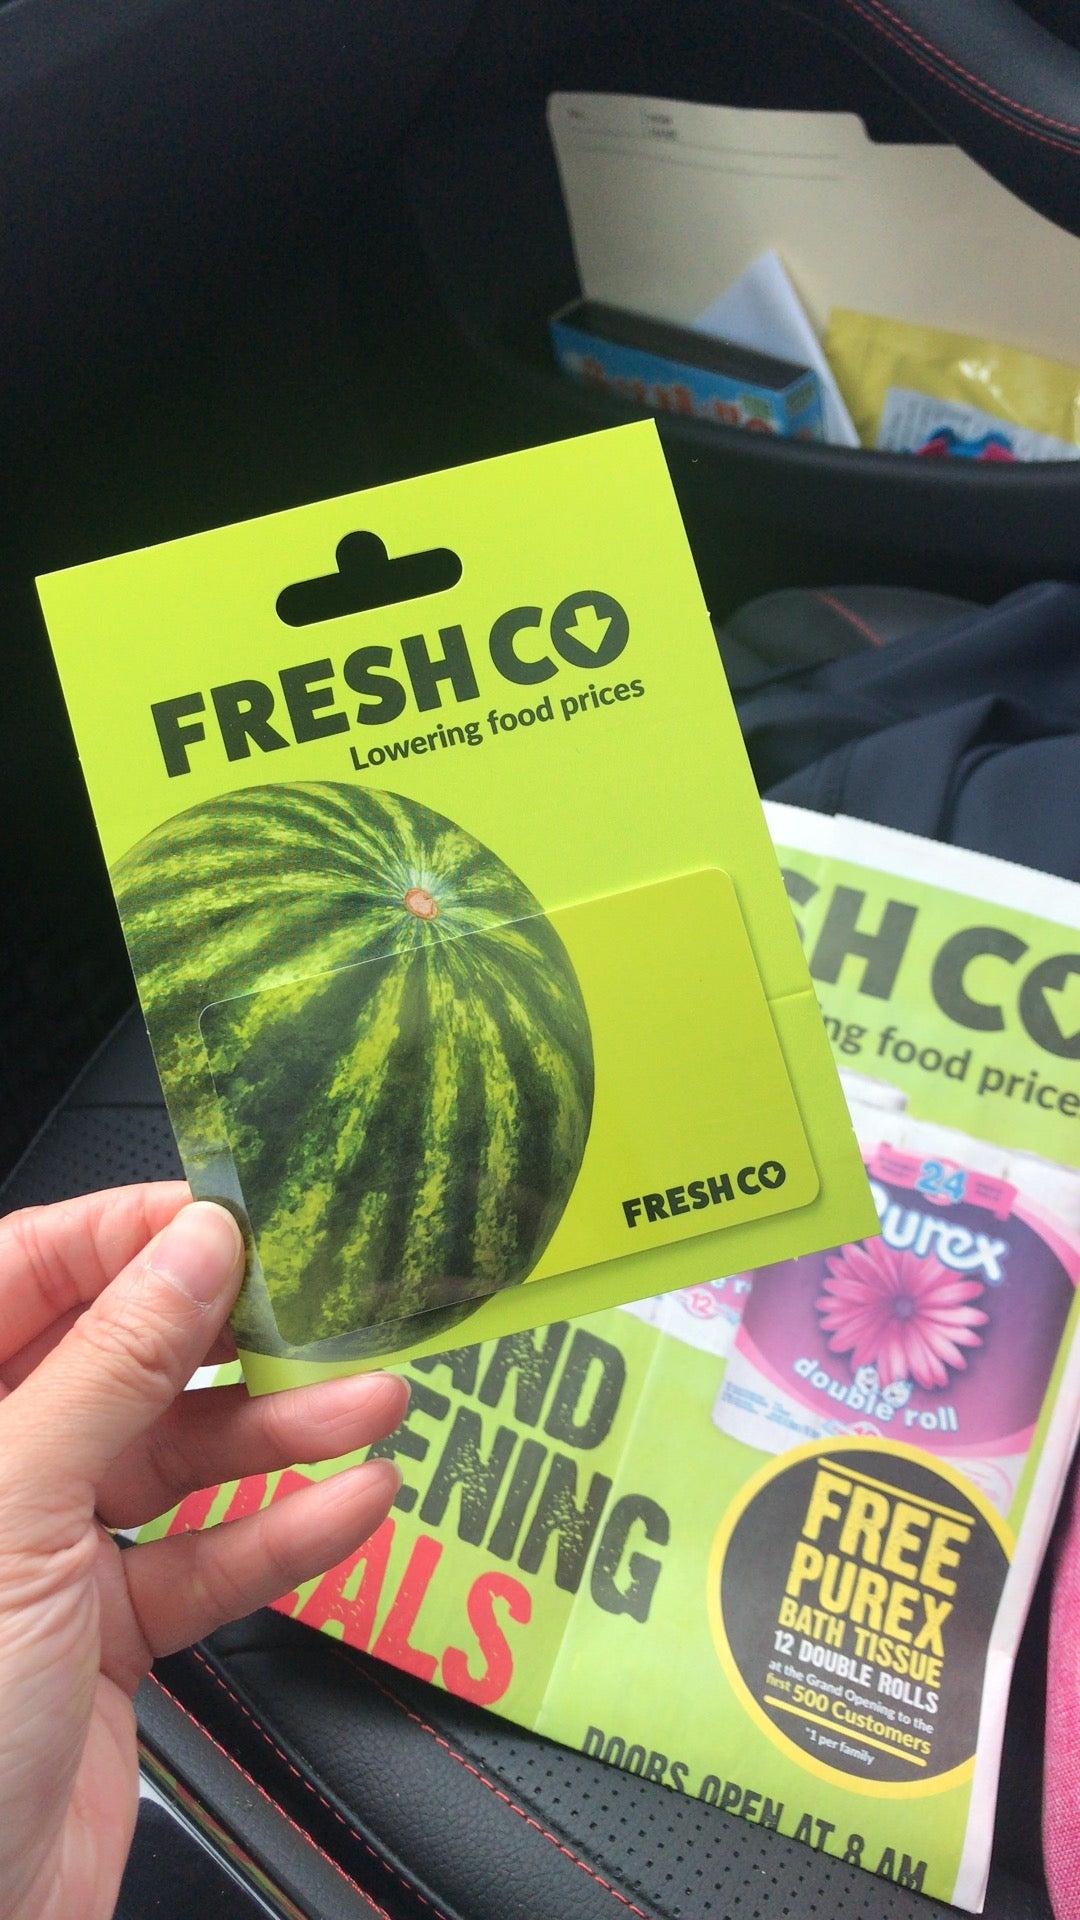 FRESH CO
Lowering food prices
FRESH CO
SH CO
ng food price
24
Purex
double roll
12
AND
ENING
ALS
FREE
PUREX
BATH TISSUE
12 DOUBLE ROLLS
at the Grand Opening to the
first 500 Customers
*1 per family
DOORS OPEN AT 8 AM